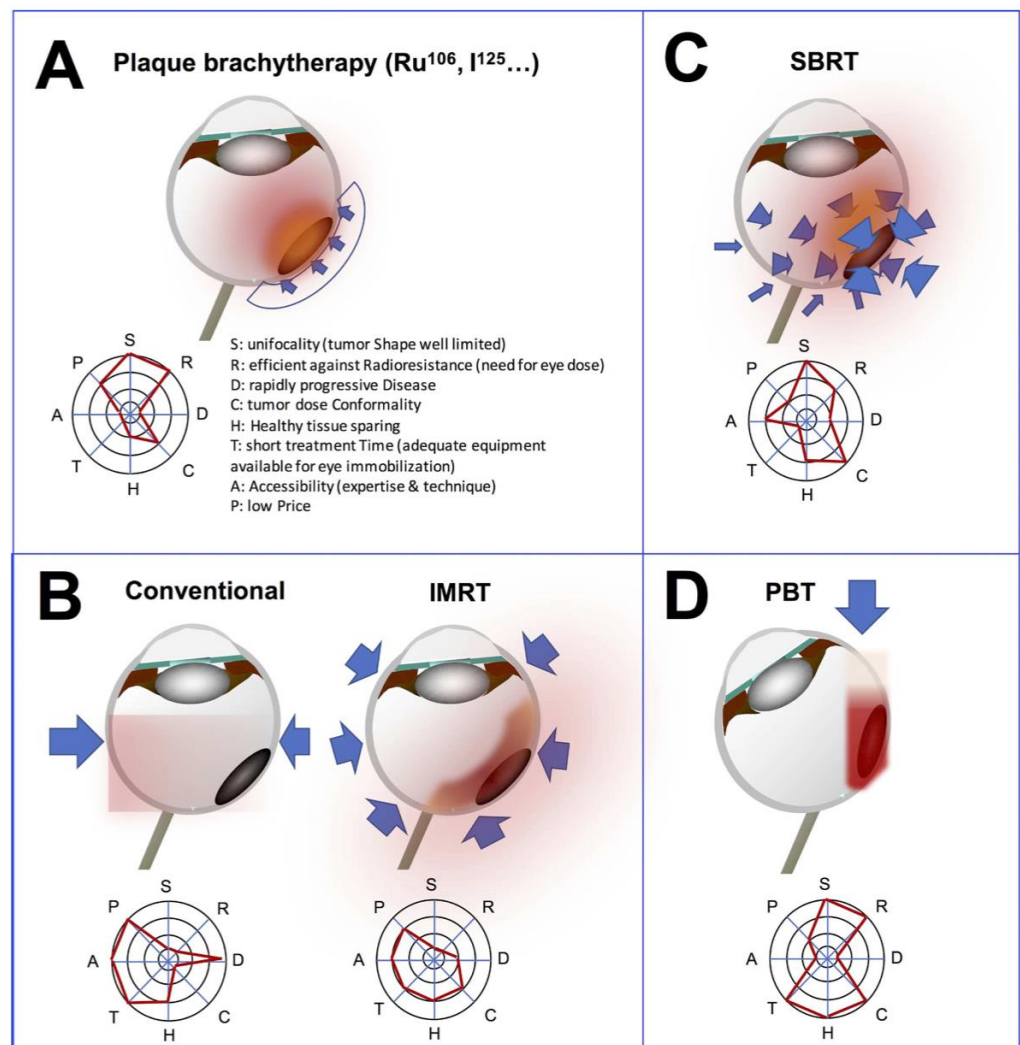 A
Plaque brachytherapy (Ru¹⁰⁶, I¹²⁵…)
S
P
R
A
D
T
C
H
S: unifocality (tumor Shape well limited)
R: efficient against Radioresistance (need for eye dose)
D: rapidly progressive Disease
C: tumor dose Conformality
H: Healthy tissue sparing
T: short treatment Time (adequate equipment
available for eye immobilization)
A: Accessibility (expertise & technique)
P: low Price
C
SBRT
S
P
R
A
D
T
C
H
B
Conventional
IMRT
S
P
R
A
D
T
C
H
S
P
R
A
D
T
C
H
D
PBT
S
P
R
A
D
T
C
H